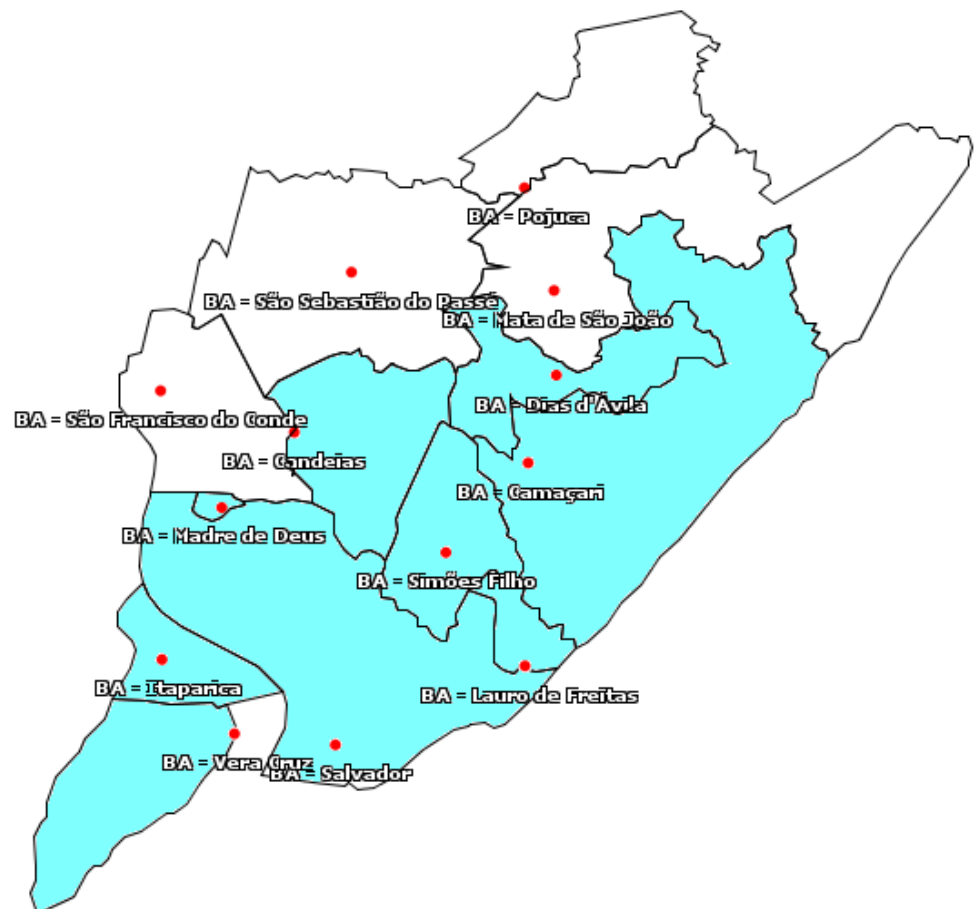 BA = Pojuca
BA = São Sebastião do Passé
BA = Mata de São João
BA = Dias d'Ávila
BA = São Francisco do Conde
BA = Candeias
BA = Camaçari
BA = Madre de Deus
BA = Simões Filho
BA = Itaparica
BA = Lauro de Freitas
BA = Vera Cruz
BA = Salvador